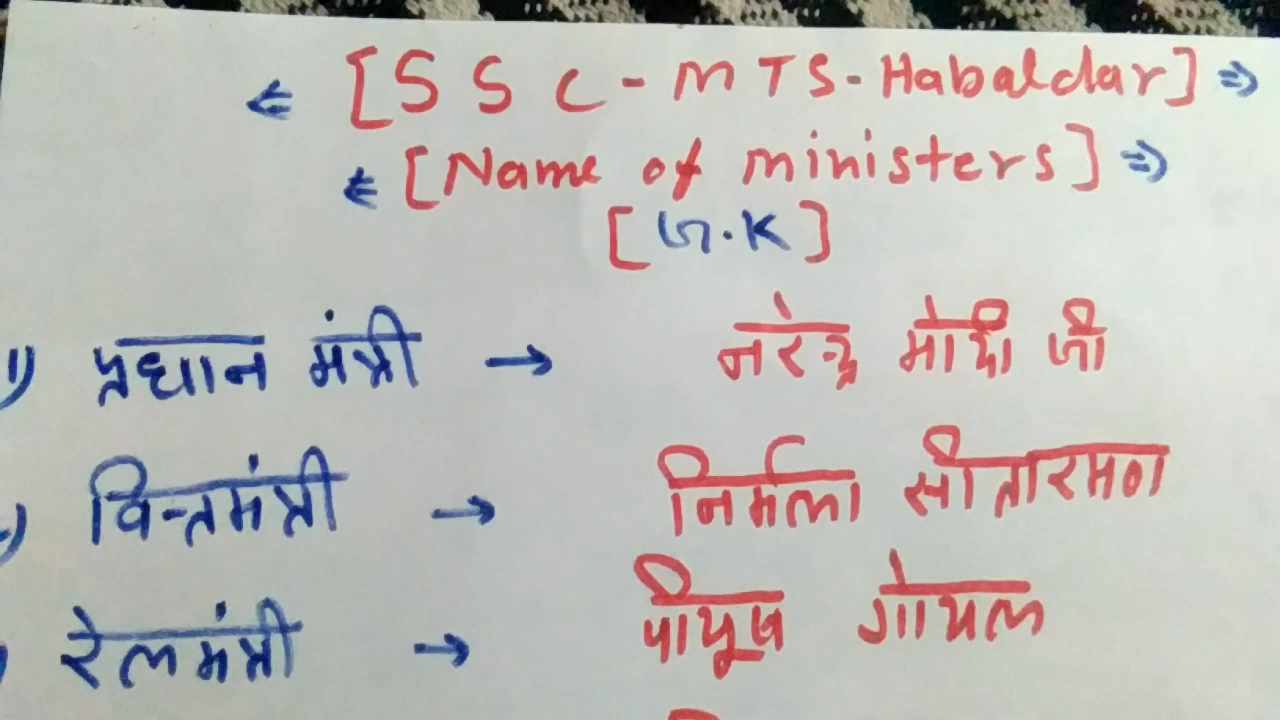 ⇐ [SSC-MTS-Habaldar] ⇒
⇐ [Name of ministers] ⇒
[G.K]
1) प्रधान मंत्री → नरेन्द्र मोदी जी
वित्तमंत्री → निर्मला सीतारमण
रेलमंत्री → पीयूष गोयल